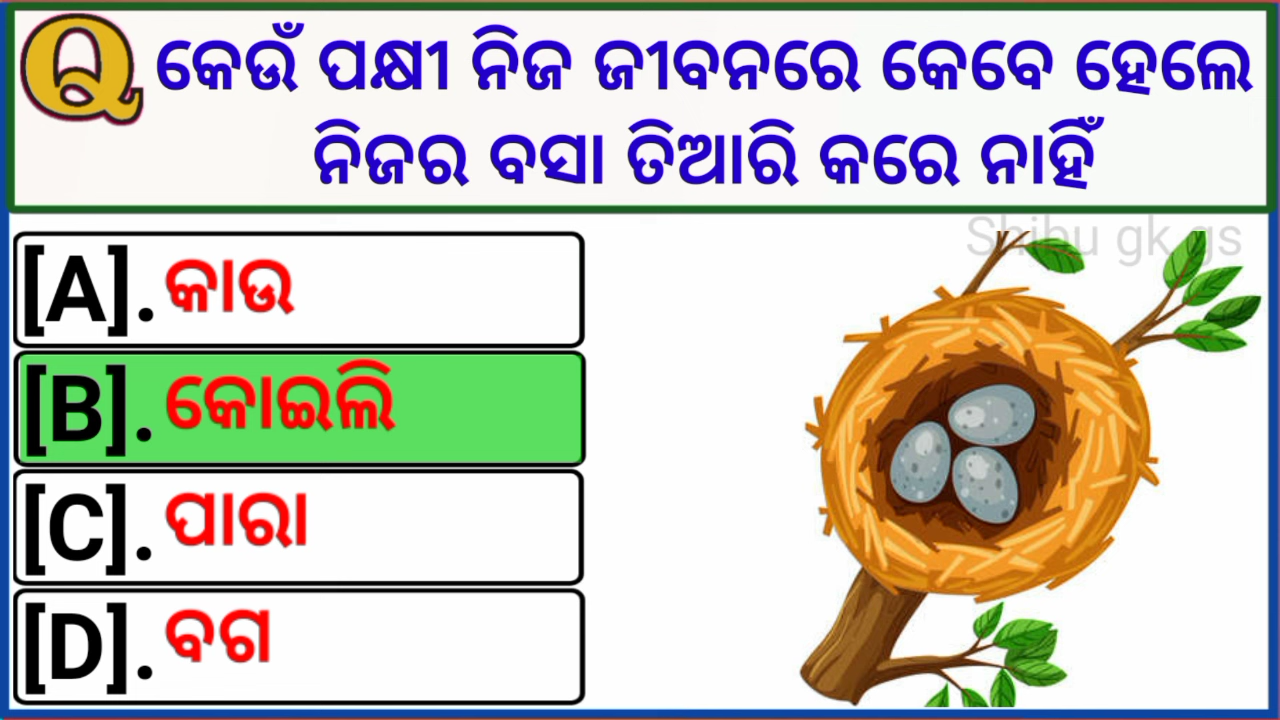 Q କେଉଁ ପକ୍ଷୀ ନିଜ ଜୀବନରେ କେବେ ହେଲେ
ନିଜର ବସା ତିଆରି କରେ ନାହିଁ
Shibu gk gs
[A]. କାଉ
[B]. କୋଇଲି
[C]. ପାରା
[D]. ବଗ